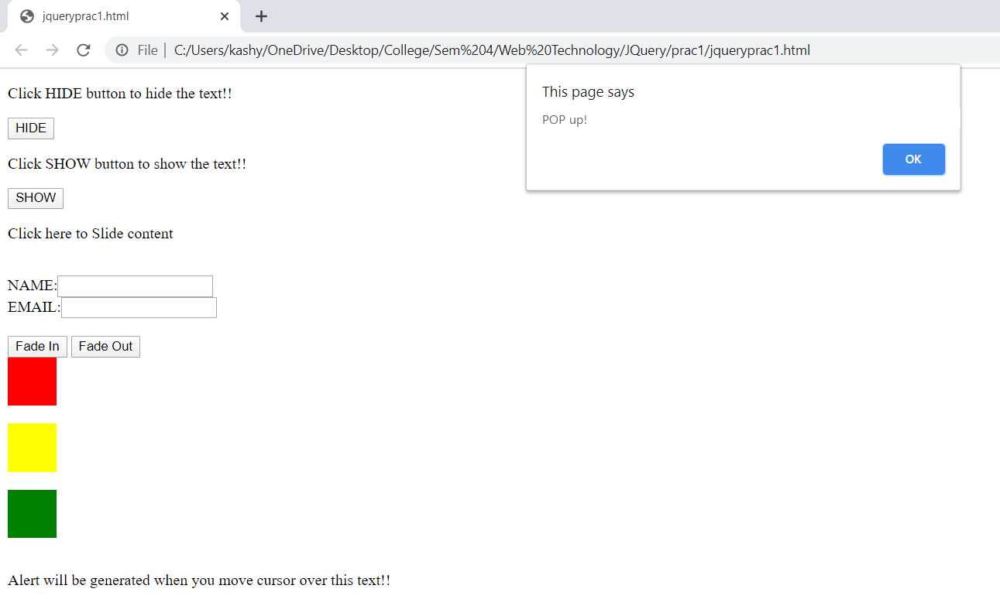 jqueryprac1.html
File | C:/Users/kashy/OneDrive/Desktop/College/Sem%204/Web%20Technology/JQuery/prac1/jqueryprac1.html
This page says
POP up!
OK
Click HIDE button to hide the text!!
HIDE
Click SHOW button to show the text!!
SHOW
Click here to Slide content
NAME:
EMAIL:
Fade In Fade Out
Alert will be generated when you move cursor over this text!!